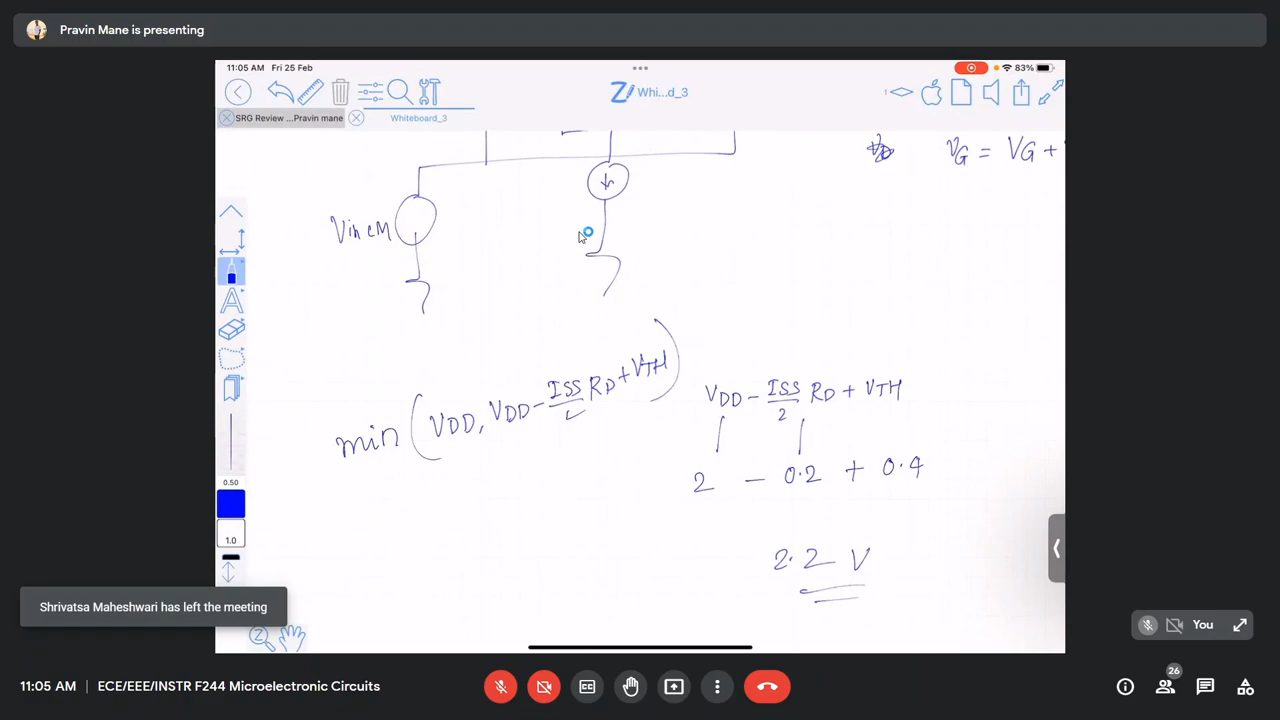 Pravin Mane is presenting
11:05 AM Fri 25 Feb
83%
Whi...d_3
SRG Review ...Pravin mane
Whiteboard_3
vG = VG +
Vin CM
min (VDD, VDD - ISS/2 RD + VTH)
VDD - ISS/2 RD + VTH
2 - 0.2 + 0.4
2.2 V
0.50
1.0
Shrivatsa Maheshwari has left the meeting
You
26
11:05 AM | ECE/EEE/INSTR F244 Microelectronic Circuits